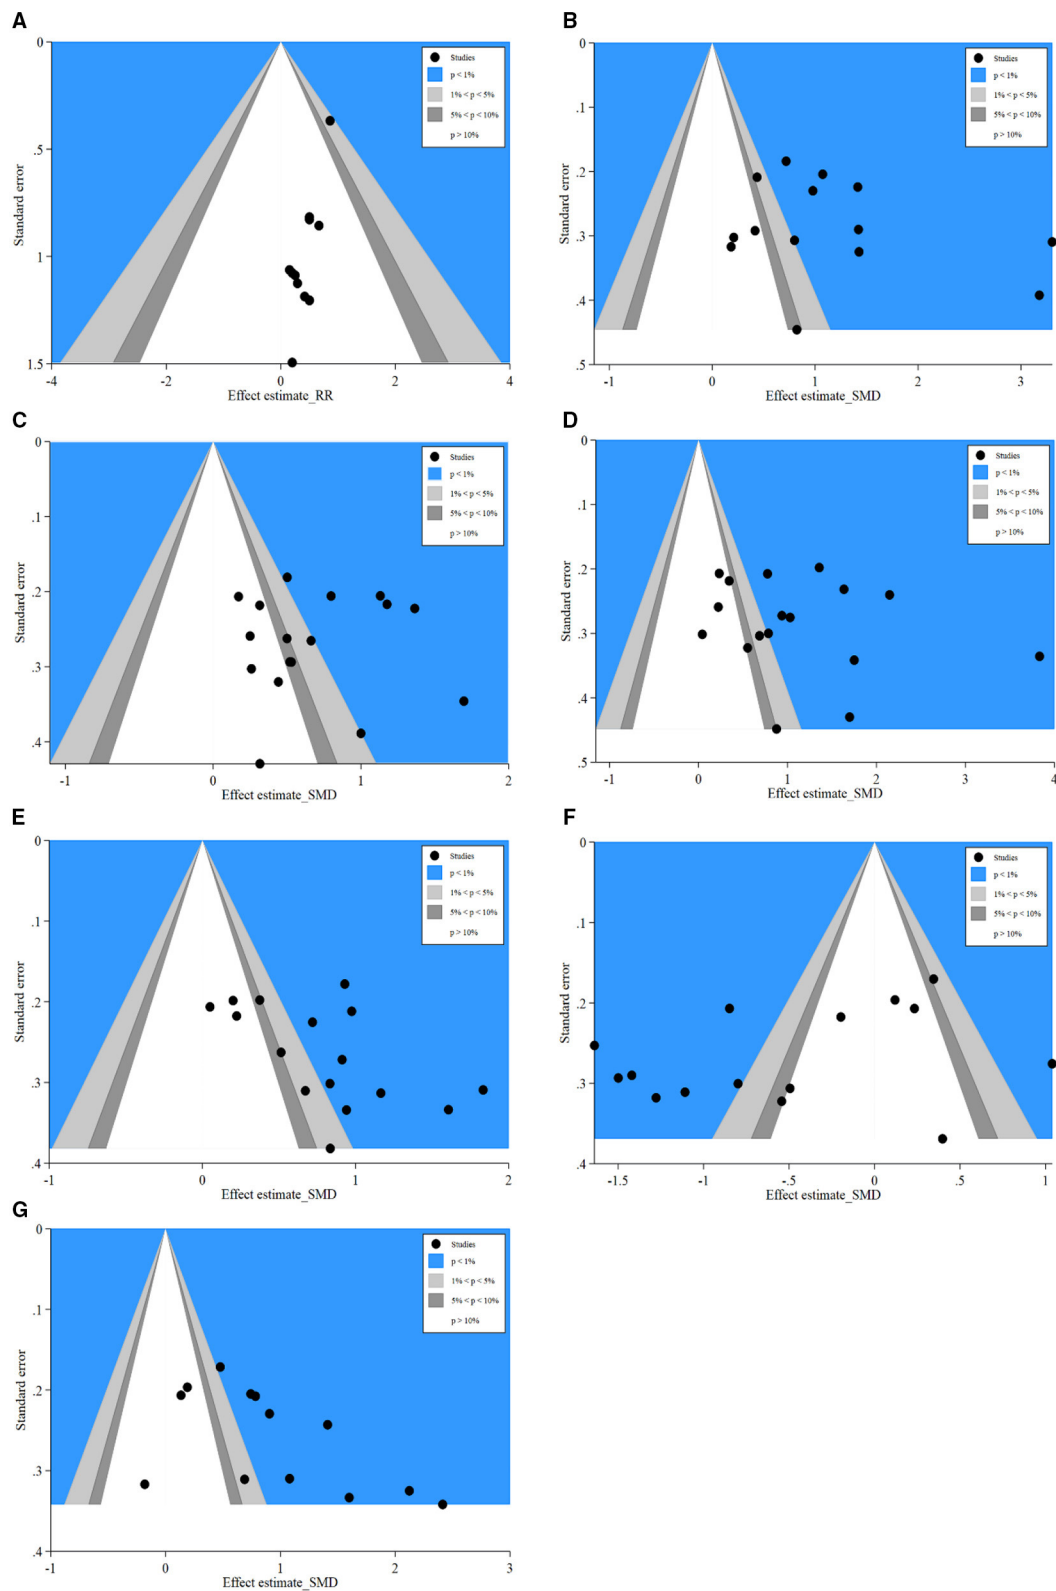 A
0
.5
1
1.5
Standard error
-4
-2
0
2
4
Effect estimate_RR
Studies
p < 1%
1% < p < 5%
5% < p < 10%
p > 10%
B
0
.1
.2
.3
.4
.5
Standard error
-1
0
1
2
3
Effect estimate_SMD
Studies
p < 1%
1% < p < 5%
5% < p < 10%
p > 10%
C
0
.1
.2
.3
.4
Standard error
-1
0
1
2
Effect estimate_SMD
Studies
p < 1%
1% < p < 5%
5% < p < 10%
p > 10%
D
0
.1
.2
.3
.4
.5
Standard error
-1
0
1
2
3
4
Effect estimate_SMD
Studies
p < 1%
1% < p < 5%
5% < p < 10%
p > 10%
E
0
.1
.2
.3
.4
Standard error
-1
0
1
2
Effect estimate_SMD
Studies
p < 1%
1% < p < 5%
5% < p < 10%
p > 10%
F
0
.1
.2
.3
.4
Standard error
-1.5
-1
-.5
0
.5
1
Effect estimate_SMD
Studies
p < 1%
1% < p < 5%
5% < p < 10%
p > 10%
G
0
.1
.2
.3
.4
Standard error
-1
0
1
2
3
Effect estimate_SMD
Studies
p < 1%
1% < p < 5%
5% < p < 10%
p > 10%